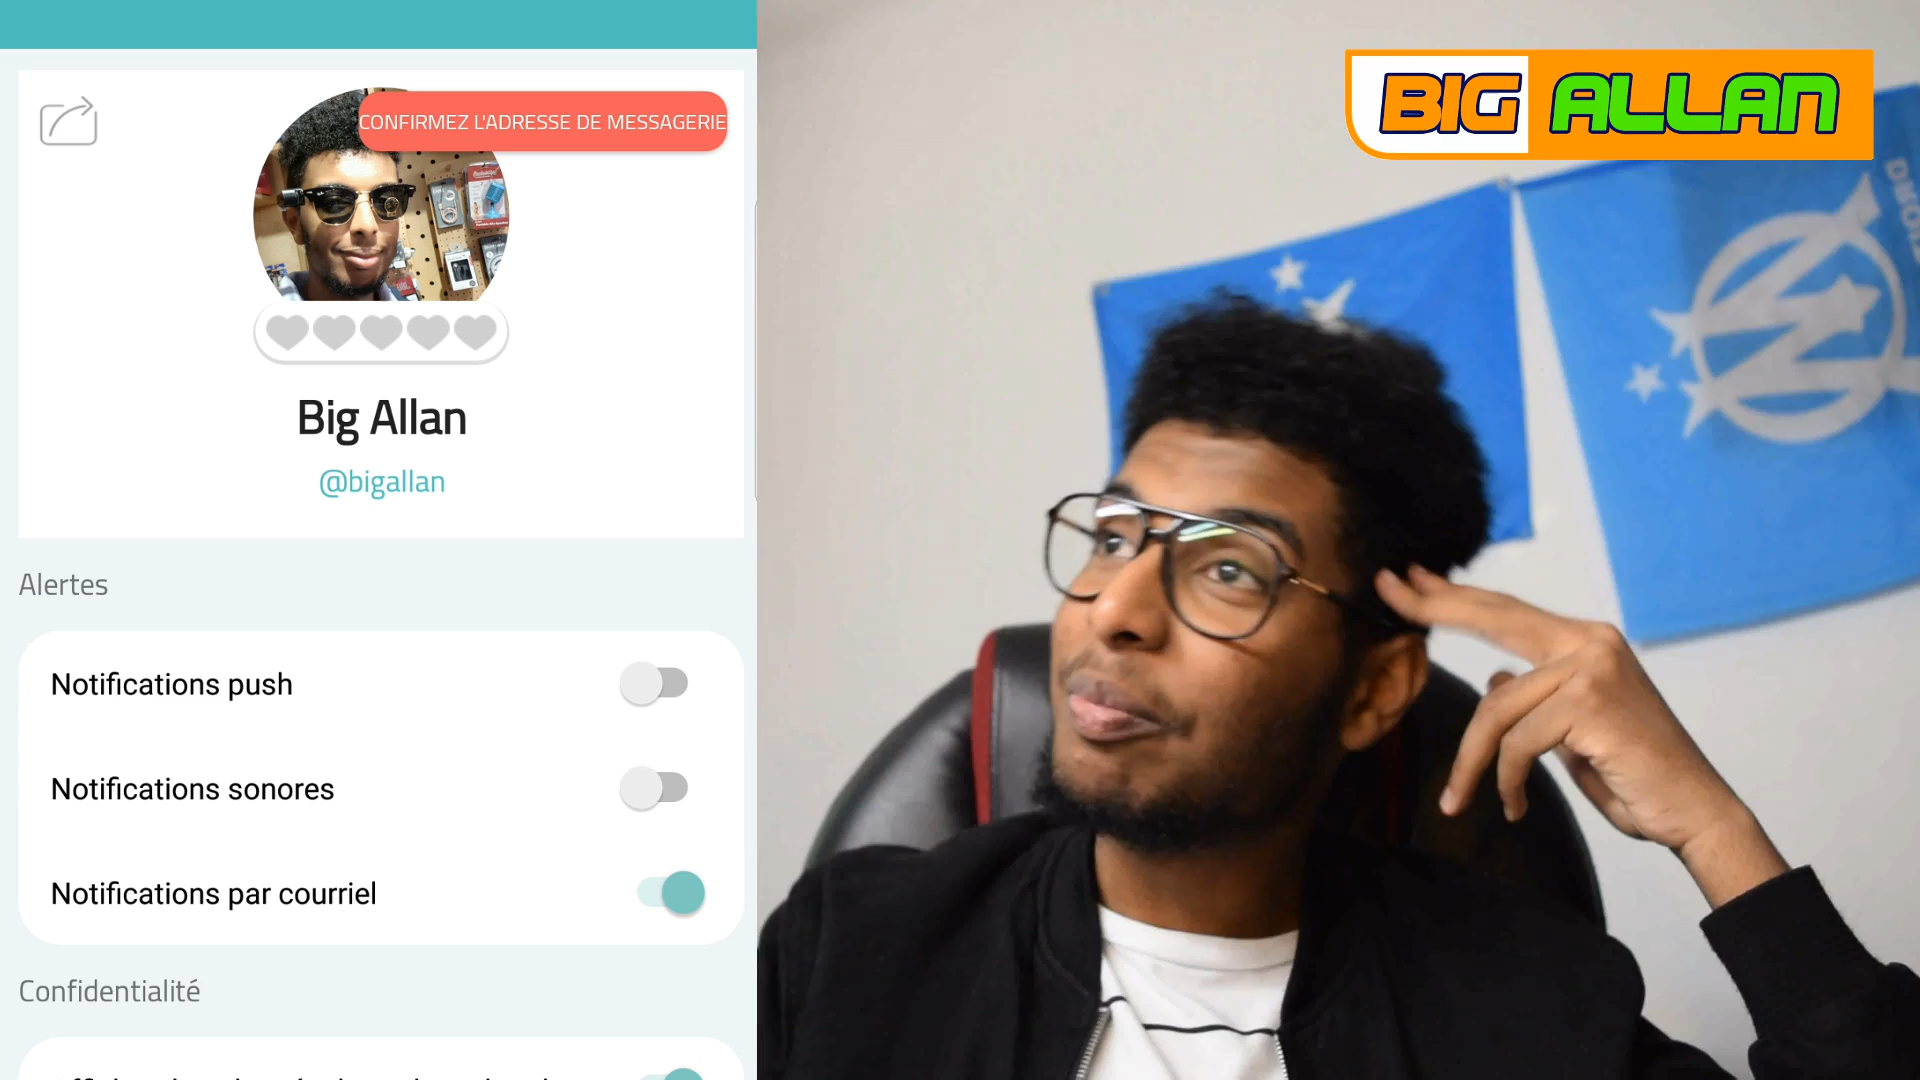 CONFIRMEZ L'ADRESSE DE MESSAGERIE
Big Allan
@bigallan
Alertes
Notifications push
Notifications sonores
Notifications par courriel
Confidentialité
BIG ALLAN